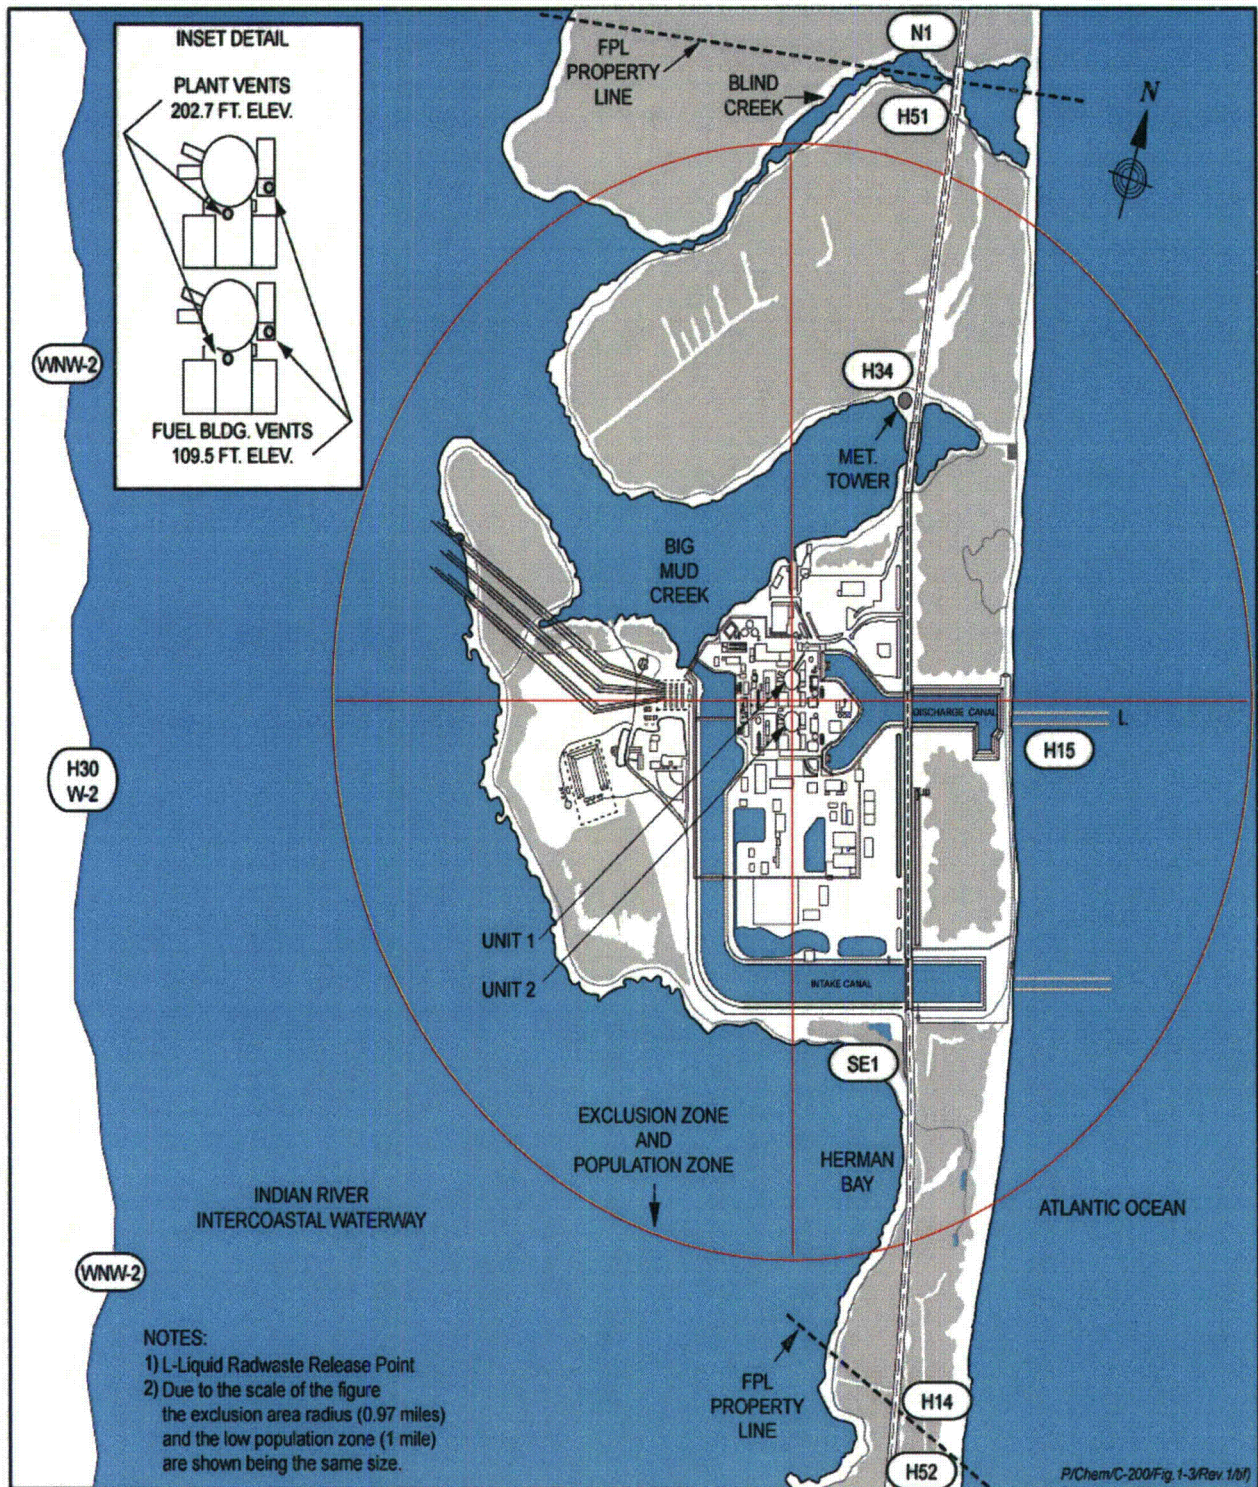 INSET DETAIL
PLANT VENTS
202.7 FT. ELEV.
FUEL BLDG. VENTS
109.5 FT. ELEV.
FPL
PROPERTY
LINE
BLIND
CREEK
N1
H51
N
WNW-2
H34
MET.
TOWER
BIG
MUD
CREEK
DISCHARGE CANAL
L
H15
H30
W-2
UNIT 1
UNIT 2
INTAKE CANAL
SE1
EXCLUSION ZONE
AND
POPULATION ZONE
HERMAN
BAY
INDIAN RIVER
INTERCOASTAL WATERWAY
ATLANTIC OCEAN
WNW-2
NOTES:
1) L-Liquid Radwaste Release Point
2) Due to the scale of the figure
the exclusion area radius (0.97 miles)
and the low population zone (1 mile)
are shown being the same size.
FPL
PROPERTY
LINE
H14
H52
P/Chem/C-200/Fig.1-3/Rev.1/bf)